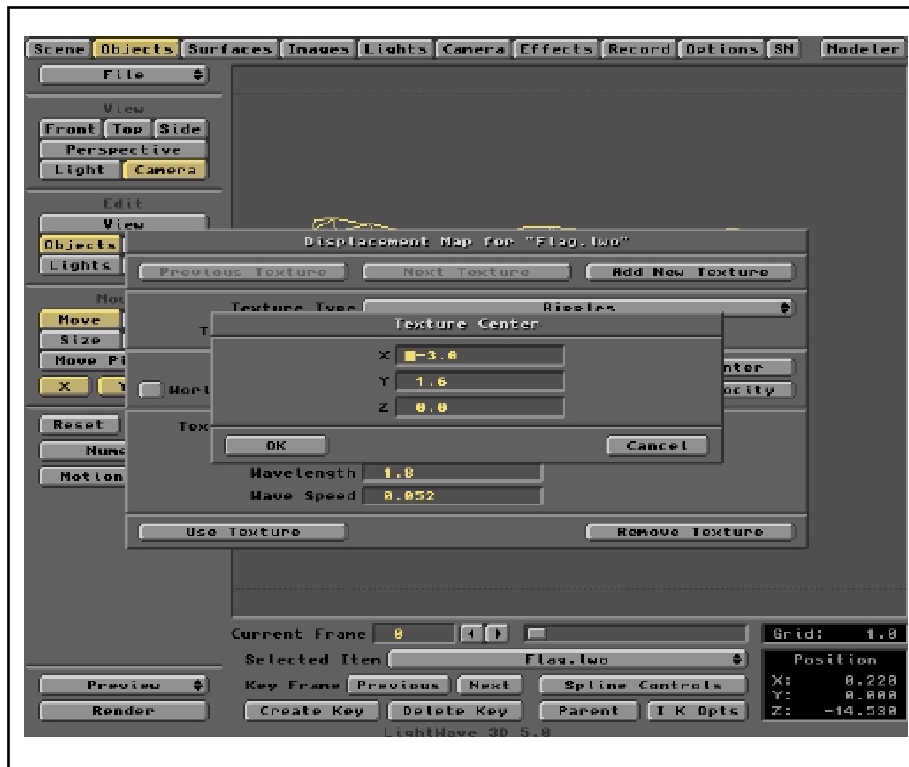 Scene Objects Surfaces Images Lights Camera Effects Record Options SN Modeler
File
View
Front Top Side
Perspective
Light Camera
Edit
View
Objects
Lights
Move
Size
X Y
Reset
Motion
Displacement Map for "Flag.lwo"
Previous Texture Next Texture Add New Texture
Texture Type Ripples
Texture Center
X -3.0
Y 1.6
Z 0.0
OK Cancel
Wavelength 1.8
Wave Speed 0.052
Use Texture Remove Texture
Current Frame 0
Selected Item Flag.lwo
Key Frame Previous Next Spline Controls
Create Key Delete Key Parent I K Opts
Preview
Render
Grid: 1.0
Position
X: 0.220
Y: 0.000
Z: -14.530
LightWave 3D 5.0